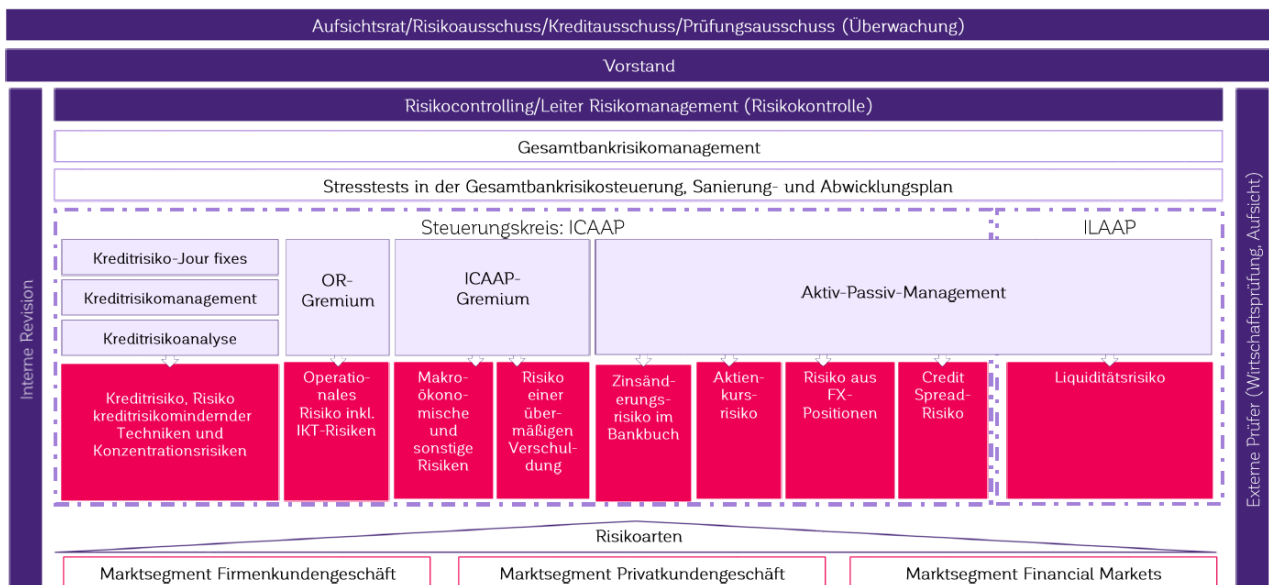 Aufsichtsrat/Risikoausschuss/Kreditausschuss/Prüfungsausschuss (Überwachung)
Vorstand
Interne Revision
Risikocontrolling/Leiter Risikomanagement (Risikokontrolle)
Gesamtbankrisikomanagement
Stresstests in der Gesamtbankrisikosteuerung, Sanierung- und Abwicklungsplan
Steuerungskreis: ICAAP
ILAAP
Kreditrisiko-Jour fixes
Kreditrisikomanagement
Kreditrisikoanalyse
OR-
Gremium
ICAAP-
Gremium
Aktiv-Passiv-Management
Kreditrisiko, Risiko
kreditrisikomindernder
Techniken und
Konzentrationsrisiken
Operatio-
nales
Risiko inkl.
IKT-Risiken
Makro-
ökono-
mische
und
sonstige
Risiken
Risiko
einer
über-
mäßigen
Verschul-
dung
Zinsänd-
erungs-
risiko im
Bankbuch
Aktien-
kurs-
risiko
Risiko aus
FX-
Positionen
Credit
Spread-
Risiko
Liquiditätsrisiko
Externe Prüfer (Wirtschaftsprüfung, Aufsicht)
Risikoarten
Marktsegment Firmenkundengeschäft
Marktsegment Privatkundengeschäft
Marktsegment Financial Markets